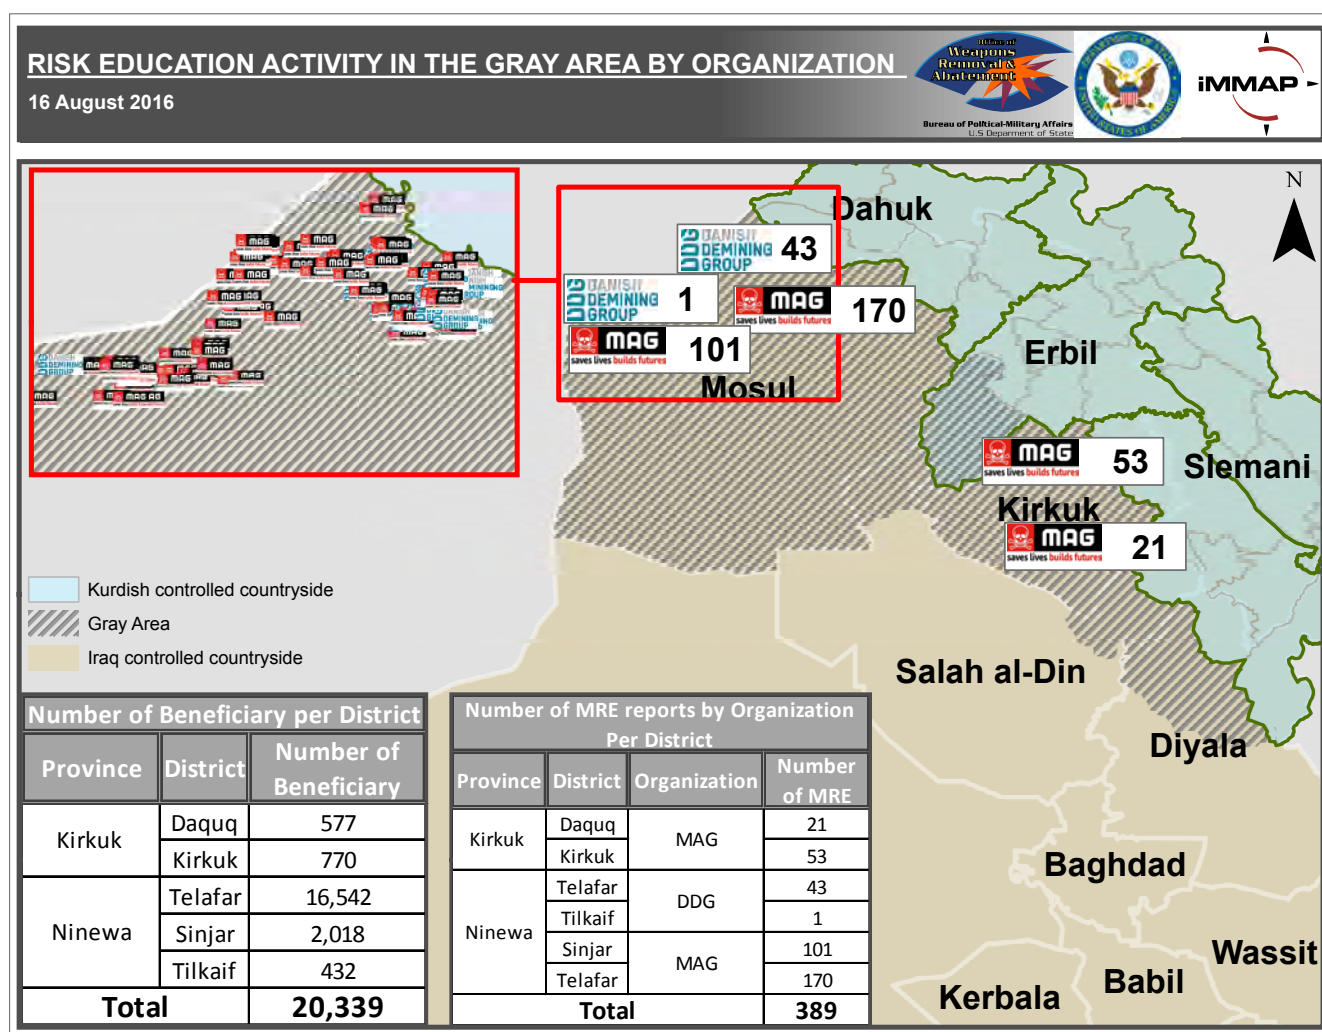 RISK EDUCATION ACTIVITY IN THE GRAY AREA BY ORGANIZATION
16 August 2016
Office of
Weapons
Removal &
Abatement
Bureau of Political-Military Affairs
U.S Deparment of State
iMMAP
N
Dahuk
DDG DANISH DEMINING GROUP 43
DDG DANISH DEMINING GROUP 1
MAG 170
saves lives builds futures
MAG 101
saves lives builds futures
Mosul
Erbil
MAG 53
saves lives builds futures
Slemani
Kirkuk
MAG 21
saves lives builds futures
Kurdish controlled countryside
Gray Area
Iraq controlled countryside
Salah al-Din
Diyala
Baghdad
Wassit
Babil
Kerbala
Number of Beneficiary per District
Province District Number of Beneficiary
Kirkuk Daquq 577
Kirkuk 770
Ninewa Telafar 16,542
Sinjar 2,018
Tilkaif 432
Total 20,339
Number of MRE reports by Organization
Per District
Province District Organization Number of MRE
Kirkuk Daquq MAG 21
Kirkuk 53
Ninewa Telafar DDG 43
Tilkaif 1
Sinjar MAG 101
Telafar 170
Total 389